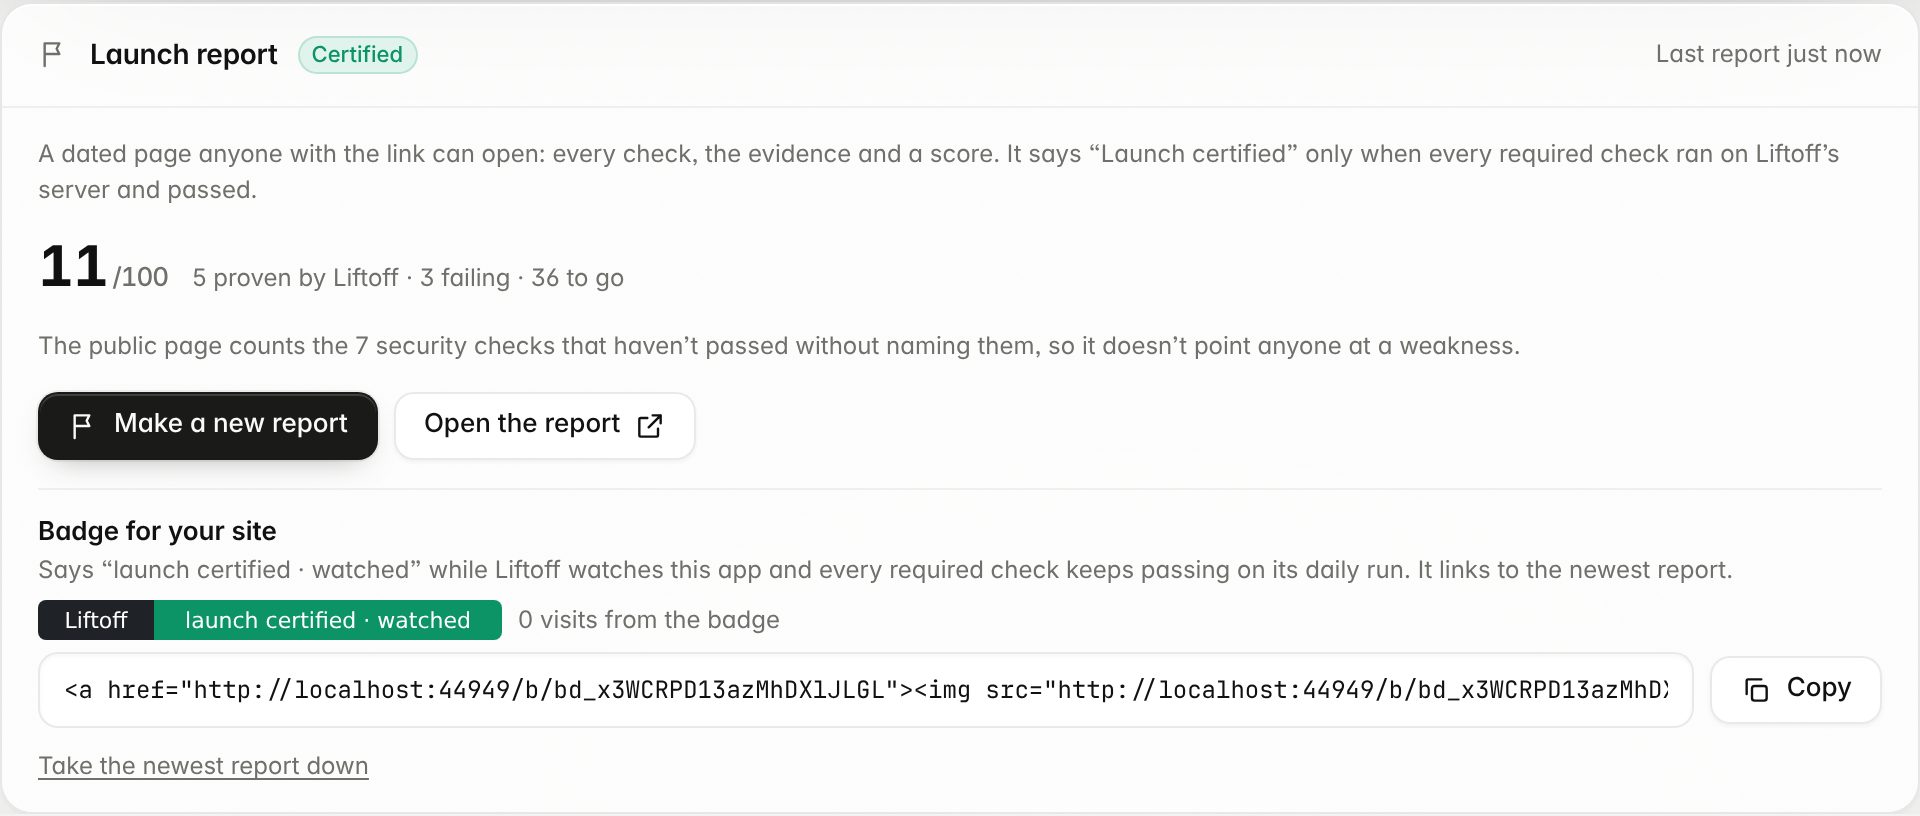 Launch report
Certified
Last report just now
A dated page anyone with the link can open: every check, the evidence and a score. It says “Launch certified” only when every required check ran on Liftoff’s
server and passed.
11/100 5 proven by Liftoff · 3 failing · 36 to go
The public page counts the 7 security checks that haven’t passed without naming them, so it doesn’t point anyone at a weakness.
Make a new report
Open the report
Badge for your site
Says “launch certified · watched” while Liftoff watches this app and every required check keeps passing on its daily run. It links to the newest report.
Liftoff launch certified · watched 0 visits from the badge
<a href="http://localhost:44949/b/bd_x3WCRPD13azMhDXlJLGL"><img src="http://localhost:44949/b/bd_x3WCRPD13azMhDX
Copy
Take the newest report down